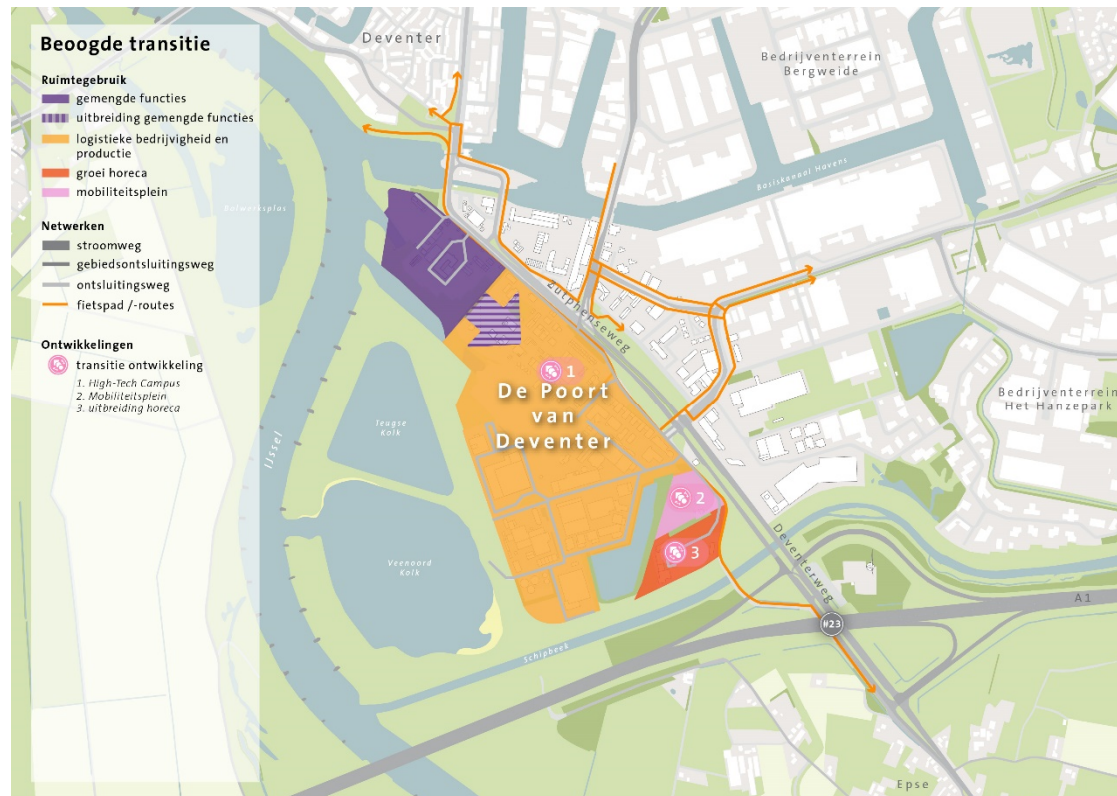 Beoogde transitie
Ruimtegebruik
gemengde functies
uitbreiding gemengde functies
logistieke bedrijvigheid en
productie
groei horeca
mobiliteitsplein
Netwerken
stroomweg
gebiedsontsluitingsweg
ontsluitingsweg
fietspad /-routes
Ontwikkelingen
transitie ontwikkeling
1. High-Tech Campus
2. Mobiliteitsplein
3. uitbreiding horeca
Deventer
Bedrijventerrein
Bergweide
Bolwerksplas
Basiskanaal Havens
Zutphenseweg
1
De Poort
van
Deventer
Bedrijventerrein
Het Hanzepark
IJssel
Teugse
Kolk
2
3
Veenoord
Kolk
Deventerweg
A1
#23
Schipbeek
Epse